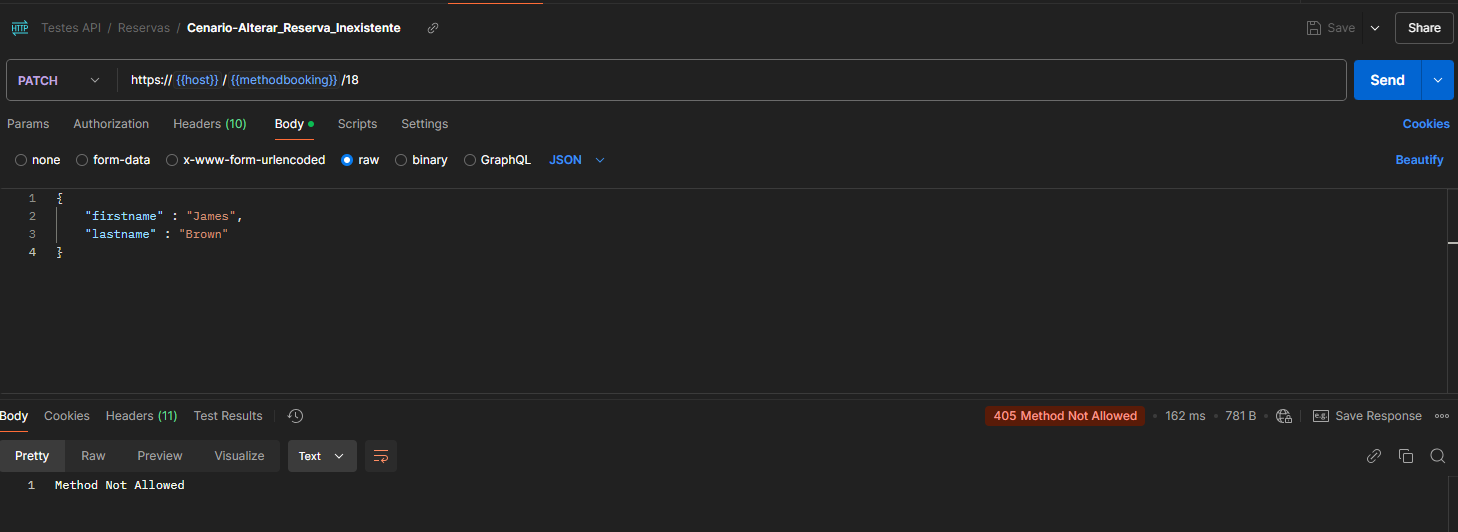 HTTP Testes API / Reservas / Cenario-Alterar_Reserva_Inexistente Save Share
PATCH https:// {{host}} / {{methodbooking}} /18 Send
Params Authorization Headers (10) Body Scripts Settings Cookies
none form-data x-www-form-urlencoded raw binary GraphQL JSON Beautify
1 {
2 "firstname" : "James",
3 "lastname" : "Brown"
4 }
Body Cookies Headers (11) Test Results 405 Method Not Allowed 162 ms 781 B e.g. Save Response
Pretty Raw Preview Visualize Text
1 Method Not Allowed